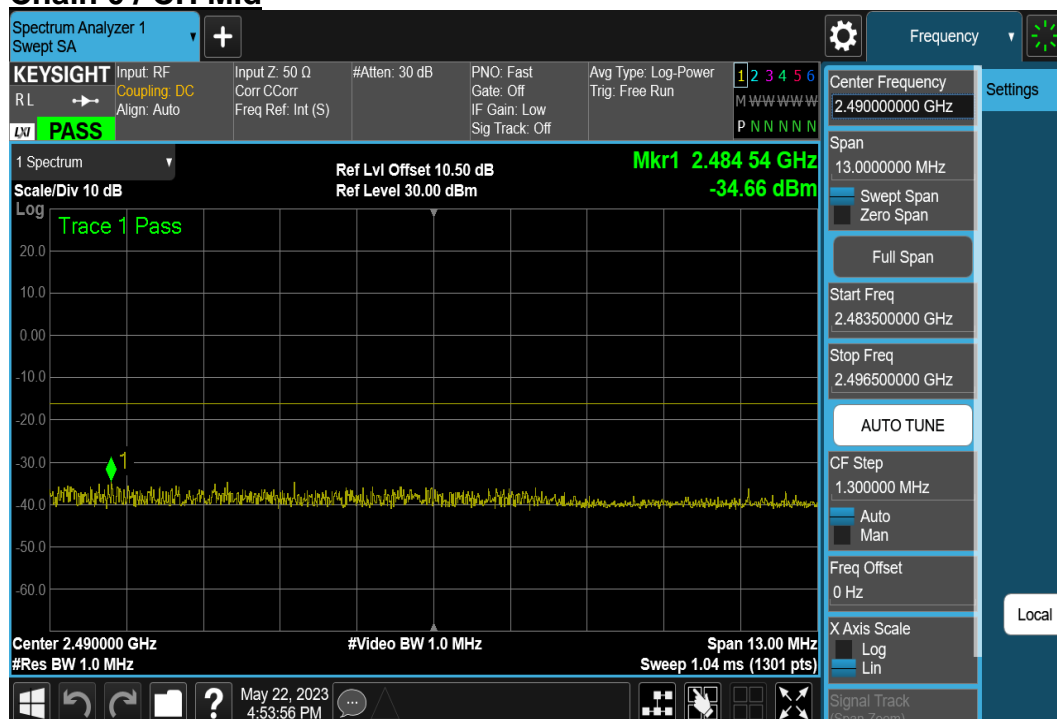 Spectrum Analyzer 1
Swept SA
Frequency
KEYSIGHT
RL
LXI PASS
Input: RF
Coupling: DC
Align: Auto
Input Z: 50 Ω
Corr CCorr
Freq Ref: Int (S)
#Atten: 30 dB
PNO: Fast
Gate: Off
IF Gain: Low
Sig Track: Off
Avg Type: Log-Power
Trig: Free Run
1 2 3 4 5 6
M W W W W W
P N N N N N
Center Frequency
2.490000000 GHz
Settings
Span
13.0000000 MHz
Swept Span
Zero Span
Full Span
Start Freq
2.483500000 GHz
Stop Freq
2.496500000 GHz
AUTO TUNE
CF Step
1.300000 MHz
Auto
Man
Freq Offset
0 Hz
X Axis Scale
Log
Lin
Signal Track
(Span Zoom)
Local
1 Spectrum
Scale/Div 10 dB
Ref Lvl Offset 10.50 dB
Ref Level 30.00 dBm
Mkr1 2.484 54 GHz
-34.66 dBm
Log
Trace 1 Pass
20.0
10.0
0.00
-10.0
-20.0
-30.0
1
-40.0
-50.0
-60.0
Center 2.490000 GHz
#Res BW 1.0 MHz
#Video BW 1.0 MHz
Span 13.00 MHz
Sweep 1.04 ms (1301 pts)
?
May 22, 2023
4:53:56 PM